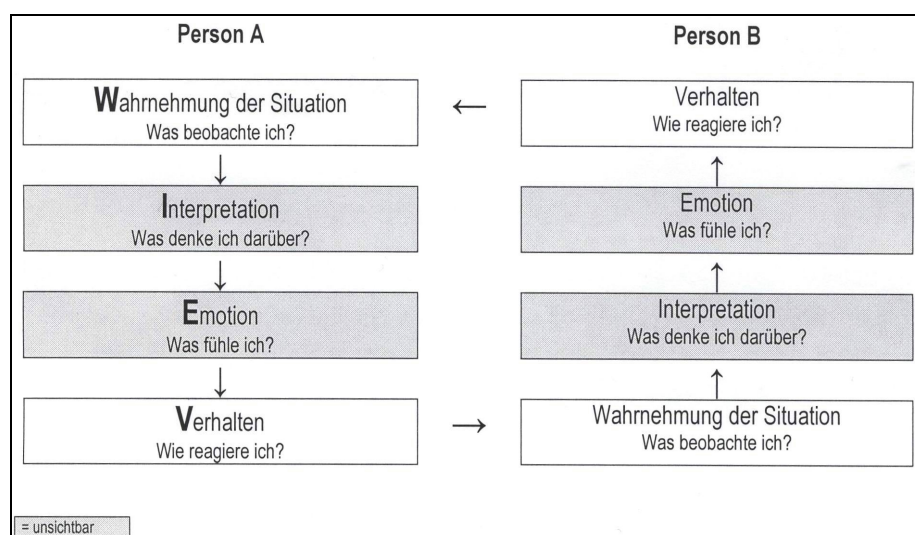 Person A
Wahrnehmung der Situation
Was beobachte ich?
Interpretation
Was denke ich darüber?
Emotion
Was fühle ich?
Verhalten
Wie reagiere ich?
Person B
Verhalten
Wie reagiere ich?
Emotion
Was fühle ich?
Interpretation
Was denke ich darüber?
Wahrnehmung der Situation
Was beobachte ich?
= unsichtbar